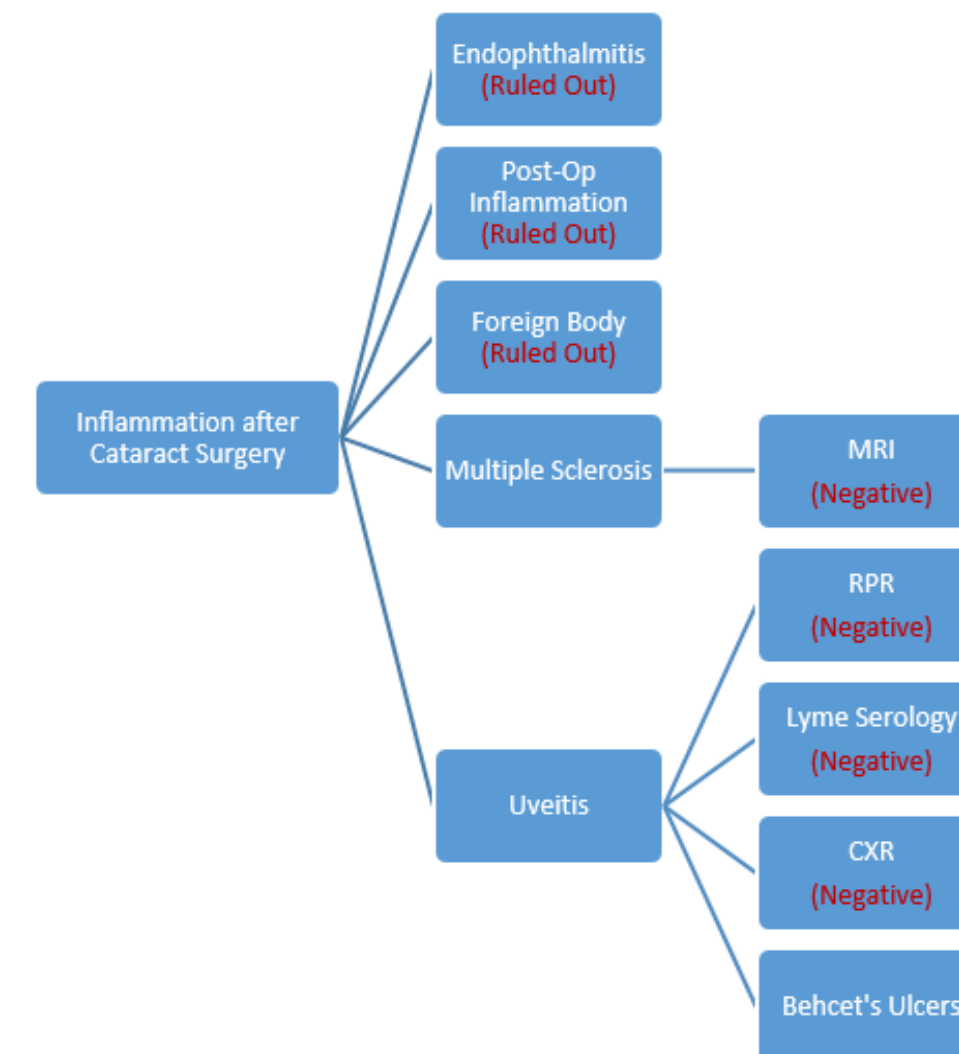 Endophthalmitis
(Ruled Out)
Post-Op
Inflammation
(Ruled Out)
Foreign Body
(Ruled Out)
Inflammation after
Cataract Surgery
Multiple Sclerosis
MRI
(Negative)
RPR
(Negative)
Lyme Serology
(Negative)
Uveitis
CXR
(Negative)
Behcet's Ulcers